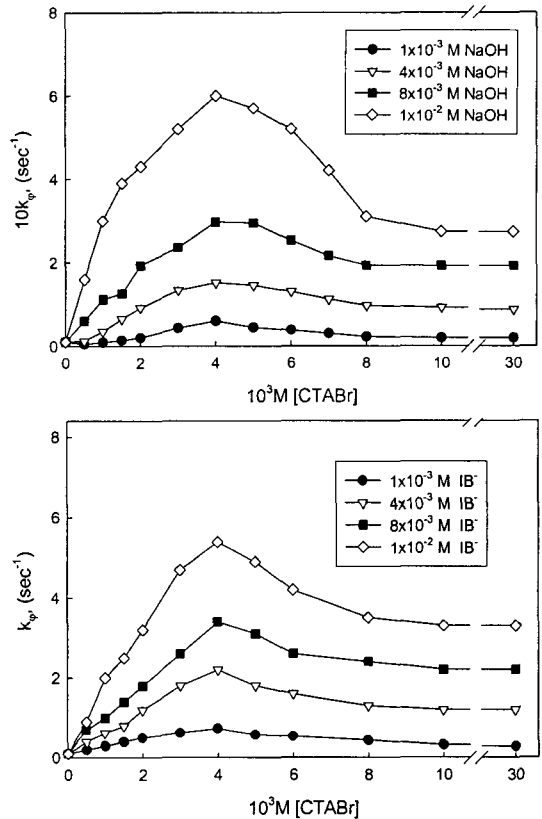 8
6
4
2
0
10kφ, (sec⁻¹)
1x10⁻³ M NaOH
4x10⁻³ M NaOH
8x10⁻³ M NaOH
1x10⁻² M NaOH
0 2 4 6 8 10 30
10³M [CTABr]
8
6
4
2
0
kφ, (sec⁻¹)
1x10⁻³ M IB⁻
4x10⁻³ M IB⁻
8x10⁻³ M IB⁻
1x10⁻² M IB⁻
0 2 4 6 8 10 30
10³M [CTABr]